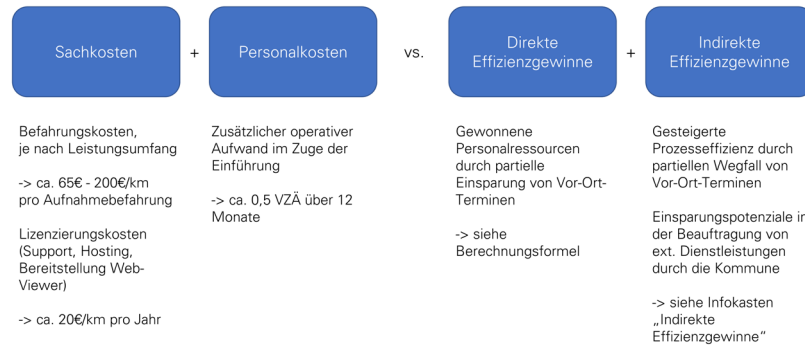 Sachkosten
+
Personalkosten
vs.
Direkte
Effizienzgewinne
+
Indirekte
Effizienzgewinne
Befahrungskosten,
je nach Leistungsumfang
-> ca. 65€ - 200€/km
pro Aufnahmebefahrung
Lizenzierungskosten
(Support, Hosting,
Bereitstellung Web-
Viewer)
-> ca. 20€/km pro Jahr
Zusätzlicher operativer
Aufwand im Zuge der
Einführung
-> ca. 0,5 VZÄ über 12
Monate
Gewonnene
Personalressourcen
durch partielle
Einsparung von Vor-Ort-
Terminen
-> siehe
Berechnungsformel
Gesteigerte
Prozesseffizienz durch
partiellen Wegfall von
Vor-Ort-Terminen
Einsparungspotenziale in
der Beauftragung von
ext. Dienstleistungen
durch die Kommune
-> siehe Infokasten
„Indirekte
Effizienzgewinne“